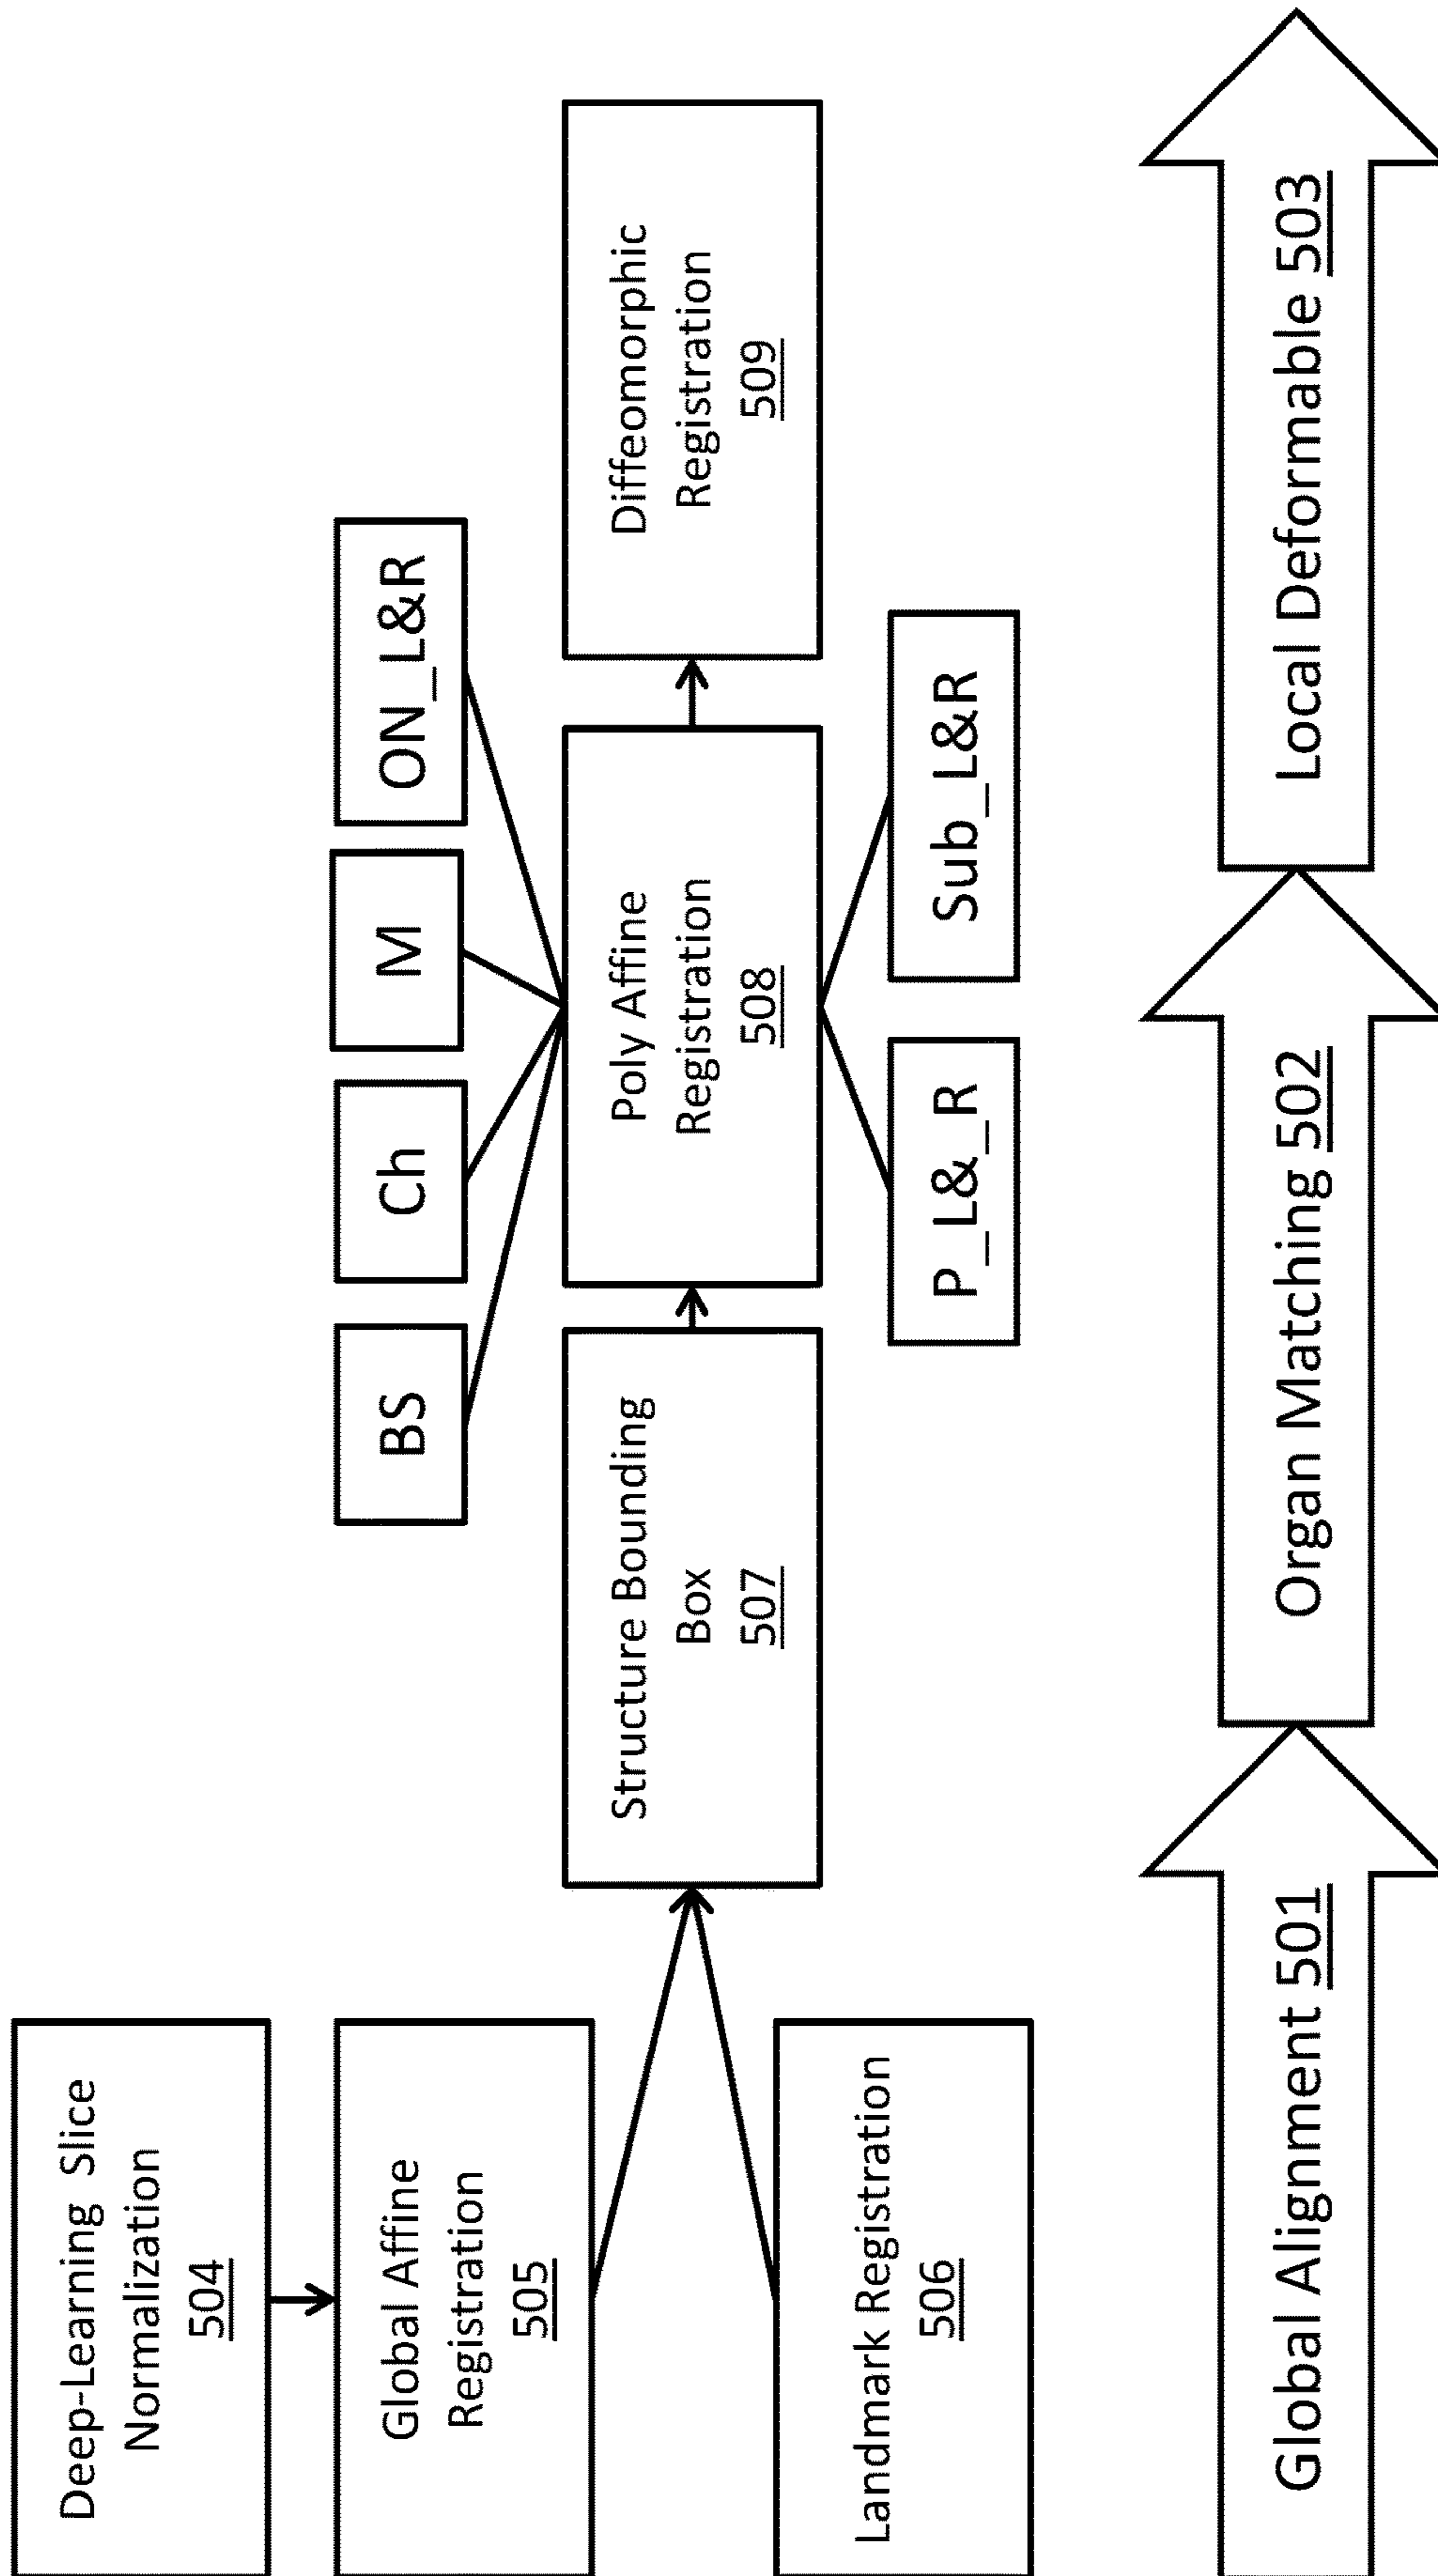 Deep-Learning Slice
Normalization
504
Global Affine
Registration
505
Landmark Registration
506
Structure Bounding
Box
507
BS
Ch
M
ON_L&R
Poly Affine
Registration
508
P_L&_R
Sub_L&R
Diffeomorphic
Registration
509
Global Alignment 501
Organ Matching 502
Local Deformable 503